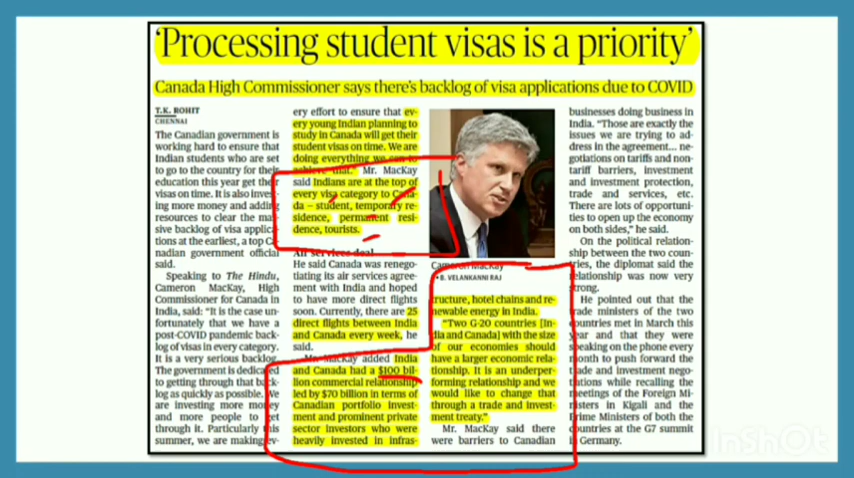 'Processing student visas is a priority'
Canada High Commissioner says there's backlog of visa applications due to COVID
T.K. ROHIT
CHENNAI
The Canadian government is
working hard to ensure that
Indian students who are set
to go to the country for their
education this year get their
visas on time. It is also invest-
ing more money and adding
resources to clear the mas-
sive backlog of visa applica-
tions at the earliest, a top Ca-
nadian government official
said.
Speaking to The Hindu,
Cameron MacKay, High
Commissioner for Canada in
India, said: "It is the case un-
fortunately that we have a
post-COVID pandemic back-
log of visas in every category.
It is a very serious backlog.
The government is dedicated
to getting through that back-
log as quickly as possible. We
are investing more money
and more people to get
through it. Particularly this
summer, we are making ev-
ery effort to ensure that ev-
ery young Indian planning to
study in Canada will get their
student visas on time. We are
doing everything we can to
achieve that." Mr. MacKay
said Indians are at the top of
every visa category to Cana-
da – student, temporary re-
sidence, permanent resi-
dence, tourists.
Air services deal
He said Canada was renego-
tiating its air services agree-
ment with India and hoped
to have more direct flights
soon. Currently, there are 25
direct flights between India
and Canada every week, he
said.
Mr. MacKay added India
and Canada had a $100 bil-
lion commercial relationship
led by $70 billion in terms of
Canadian portfolio invest-
ment and prominent private
sector investors who were
heavily invested in infras-
Cameron MacKay
• B. VELANKANNI RAJ
tructure, hotel chains and re-
newable energy in India.
"Two G-20 countries [In-
dia and Canada] with the size
of our economies should
have a larger economic rela-
tionship. It is an underper-
forming relationship and we
would like to change that
through a trade and invest-
ment treaty."
Mr. MacKay said there
were barriers to Canadian
businesses doing business in
India. "Those are exactly the
issues we are trying to ad-
dress in the agreement... ne-
gotiations on tariffs and non-
tariff barriers, investment
and investment protection,
trade and services, etc.
There are lots of opportuni-
ties to open up the economy
on both sides," he said.
On the political relation-
ship between the two coun-
tries, the diplomat said the
relationship was now very
strong.
He pointed out that the
trade ministers of the two
countries met in March this
year and that they were
speaking on the phone every
month to push forward the
trade and investment nego-
tiations while recalling the
meetings of the Foreign Mi-
nisters in Kigali and the
Prime Ministers of both the
countries at the G7 summit
in Germany.
InShOt